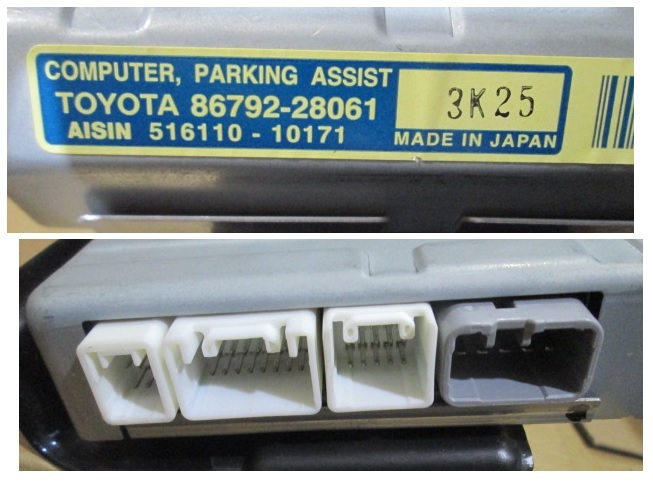 COMPUTER, PARKING ASSIST
TOYOTA 86792-28061
AISIN 516110 - 10171
3K25
MADE IN JAPAN